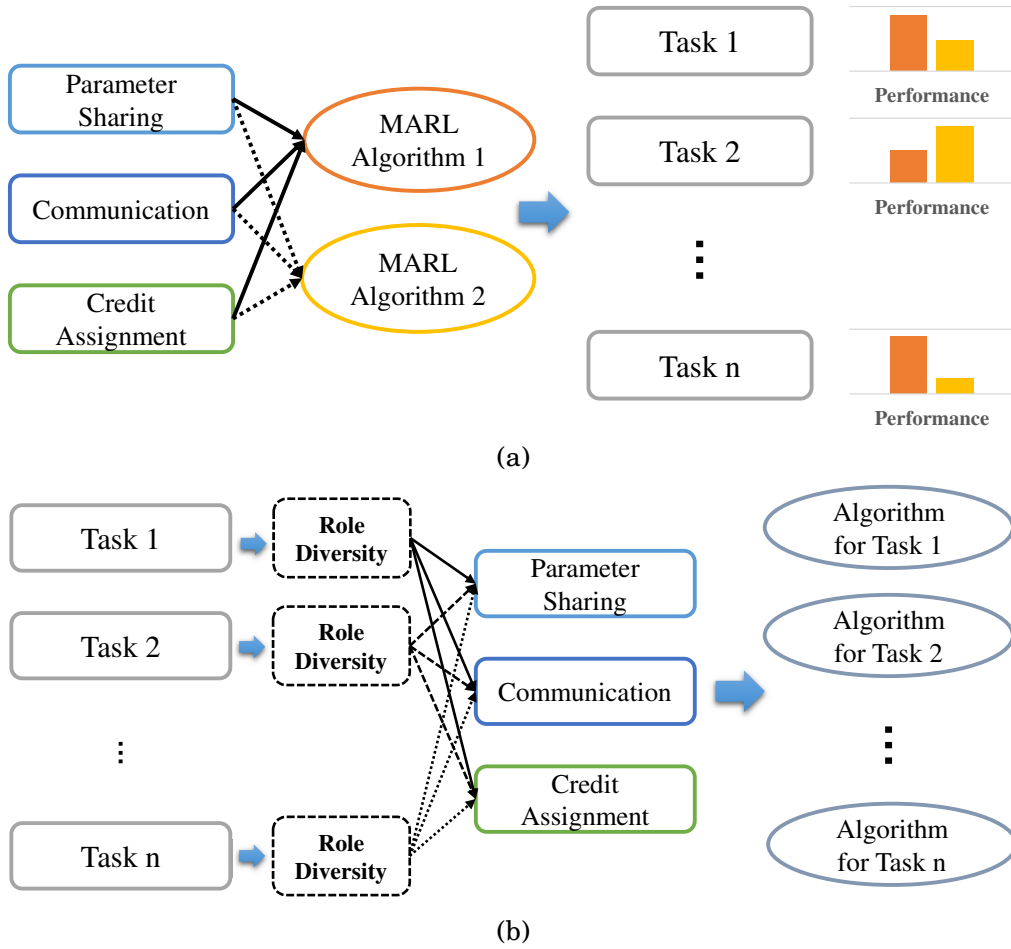 Parameter
Sharing
Communication
Credit
Assignment
MARL
Algorithm 1
MARL
Algorithm 2
Task 1
Task 2
⋮
Task n
Performance
Performance
Performance
(a)
Task 1
Task 2
⋮
Task n
Role
Diversity
Role
Diversity
Role
Diversity
Parameter
Sharing
Communication
Credit
Assignment
Algorithm
for Task 1
Algorithm
for Task 2
⋮
Algorithm
for Task n
(b)